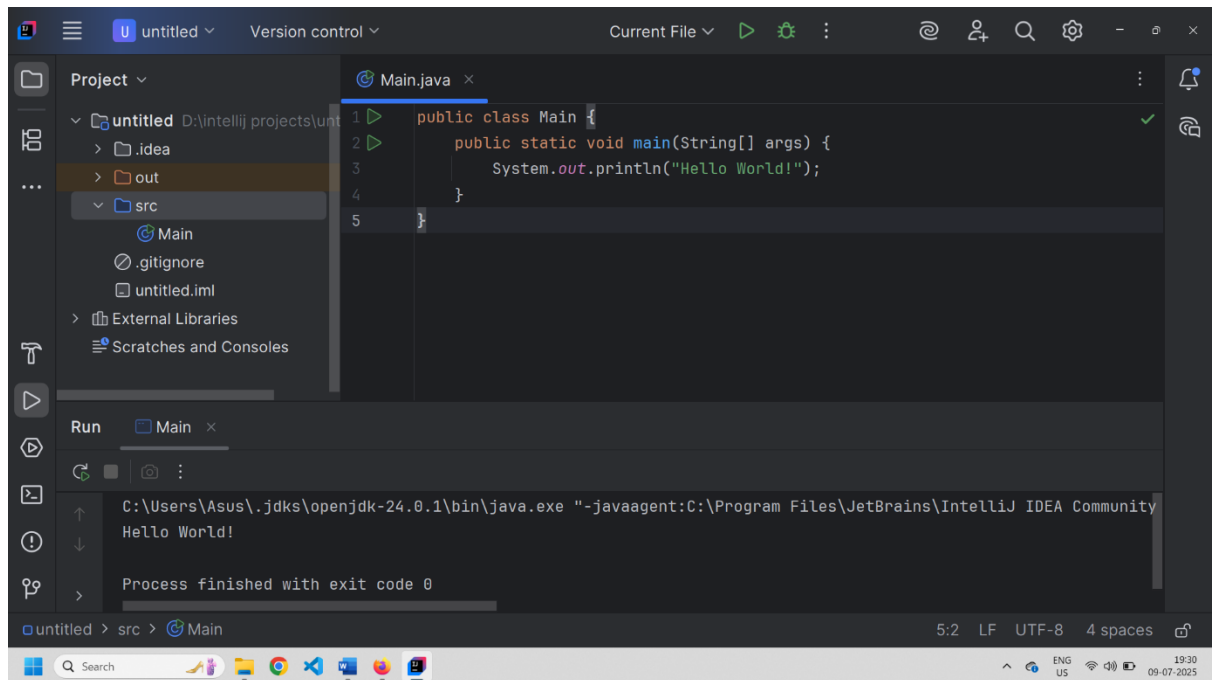 U untitled Version control Current File
Project
Main.java
untitled D:\intellij projects\unt
.idea
out
src
Main
.gitignore
untitled.iml
External Libraries
Scratches and Consoles
1 public class Main {
2 public static void main(String[] args) {
3 System.out.println("Hello World!");
4 }
5 }
Run Main
C:\Users\Asus\.jdks\openjdk-24.0.1\bin\java.exe "-javaagent:C:\Program Files\JetBrains\IntelliJ IDEA Community
Hello World!
Process finished with exit code 0
untitled > src > Main 5:2 LF UTF-8 4 spaces
Search ENG US 19:30 09-07-2025